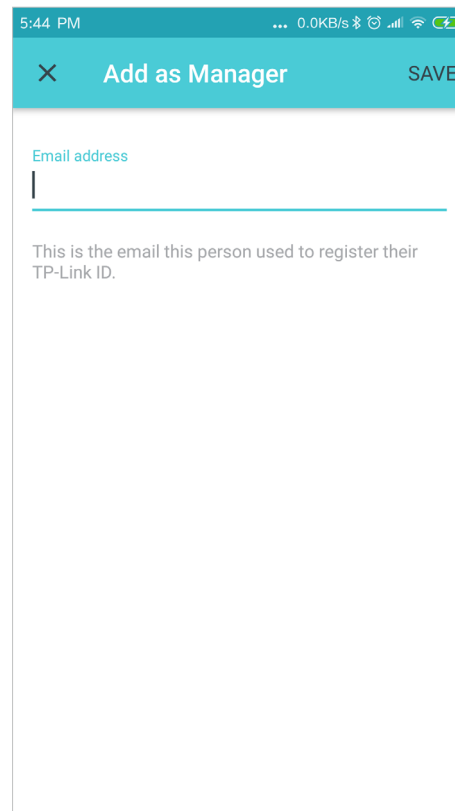 5:44 PM ... 0.0KB/s
Add as Manager SAVE
Email address
This is the email this person used to register their
TP-Link ID.